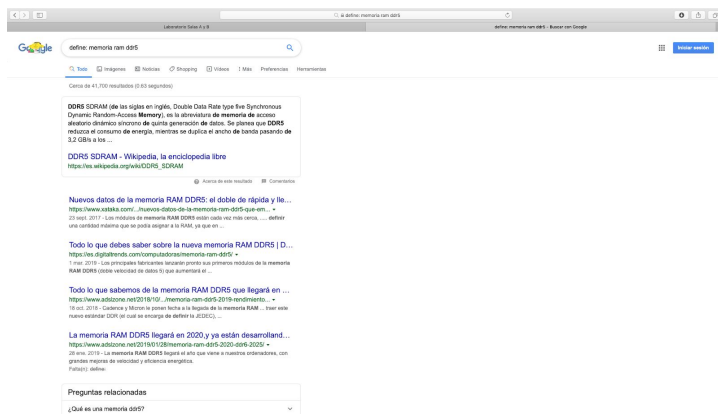 define: memoria ram ddr5
Laboratorio Salas A y B
define: memoria ram ddr5 - Buscar con Google
Google
define: memoria ram ddr5
Iniciar sesión
Todo Imágenes Noticias Shopping Vídeos Más Preferencias Herramientas
Cerca de 41.700 resultados (0.63 segundos)
DDR5 SDRAM (de las siglas en inglés, Double Data Rate type five Synchronous
Dynamic Random-Access Memory), es la abreviatura de memoria de acceso
aleatorio dinámico síncrono de quinta generación de datos. Se planea que DDR5
reduzca el consumo de energía, mientras se duplica el ancho de banda pasando de
3,2 GB/s a los ...
DDR5 SDRAM - Wikipedia, la enciclopedia libre
https://es.wikipedia.org/wiki/DDR5_SDRAM
Acerca de este resultado Comentarios
Nuevos datos de la memoria RAM DDR5: el doble de rápida y lle...
https://www.xataka.com/.../nuevos-datos-de-la-memoria-ram-ddr5-que-em...
23 sept. 2017 - Los módulos de memoria RAM DDR5 están cada vez más cerca, ..... definir
una cantidad máxima que se podía asignar a la RAM, ya que en ...
Todo lo que debes saber sobre la nueva memoria RAM DDR5 | D...
https://es.digitaltrends.com/computadoras/memoria-ram-ddr5/
1 mar. 2019 - Los principales fabricantes lanzarán pronto sus primeros módulos de la memoria
RAM DDR5 (doble velocidad de datos 5) que aumentará el ...
Todo lo que sabemos de la memoria RAM DDR5 que llegará en ...
https://www.adslzone.net/2018/10/.../memoria-ram-ddr5-2019-rendimiento...
18 oct. 2018 - Cadence y Micron le ponen fecha a la llegada de la memoria RAM ... traer este
nuevo estándar DDR (el cual se encarga de definir la JEDEC), ...
La memoria RAM DDR5 llegará en 2020,y ya están desarrolland...
https://www.adslzone.net/2019/01/28/memoria-ram-ddr5-2020-ddr6-2025/
28 ene. 2019 - La memoria RAM DDR5 llegará el año que viene a nuestros ordenadores, con
grandes mejoras de velocidad y eficiencia energética.
Falta(n): define:
Preguntas relacionadas
¿Qué es una memoria ddr5?